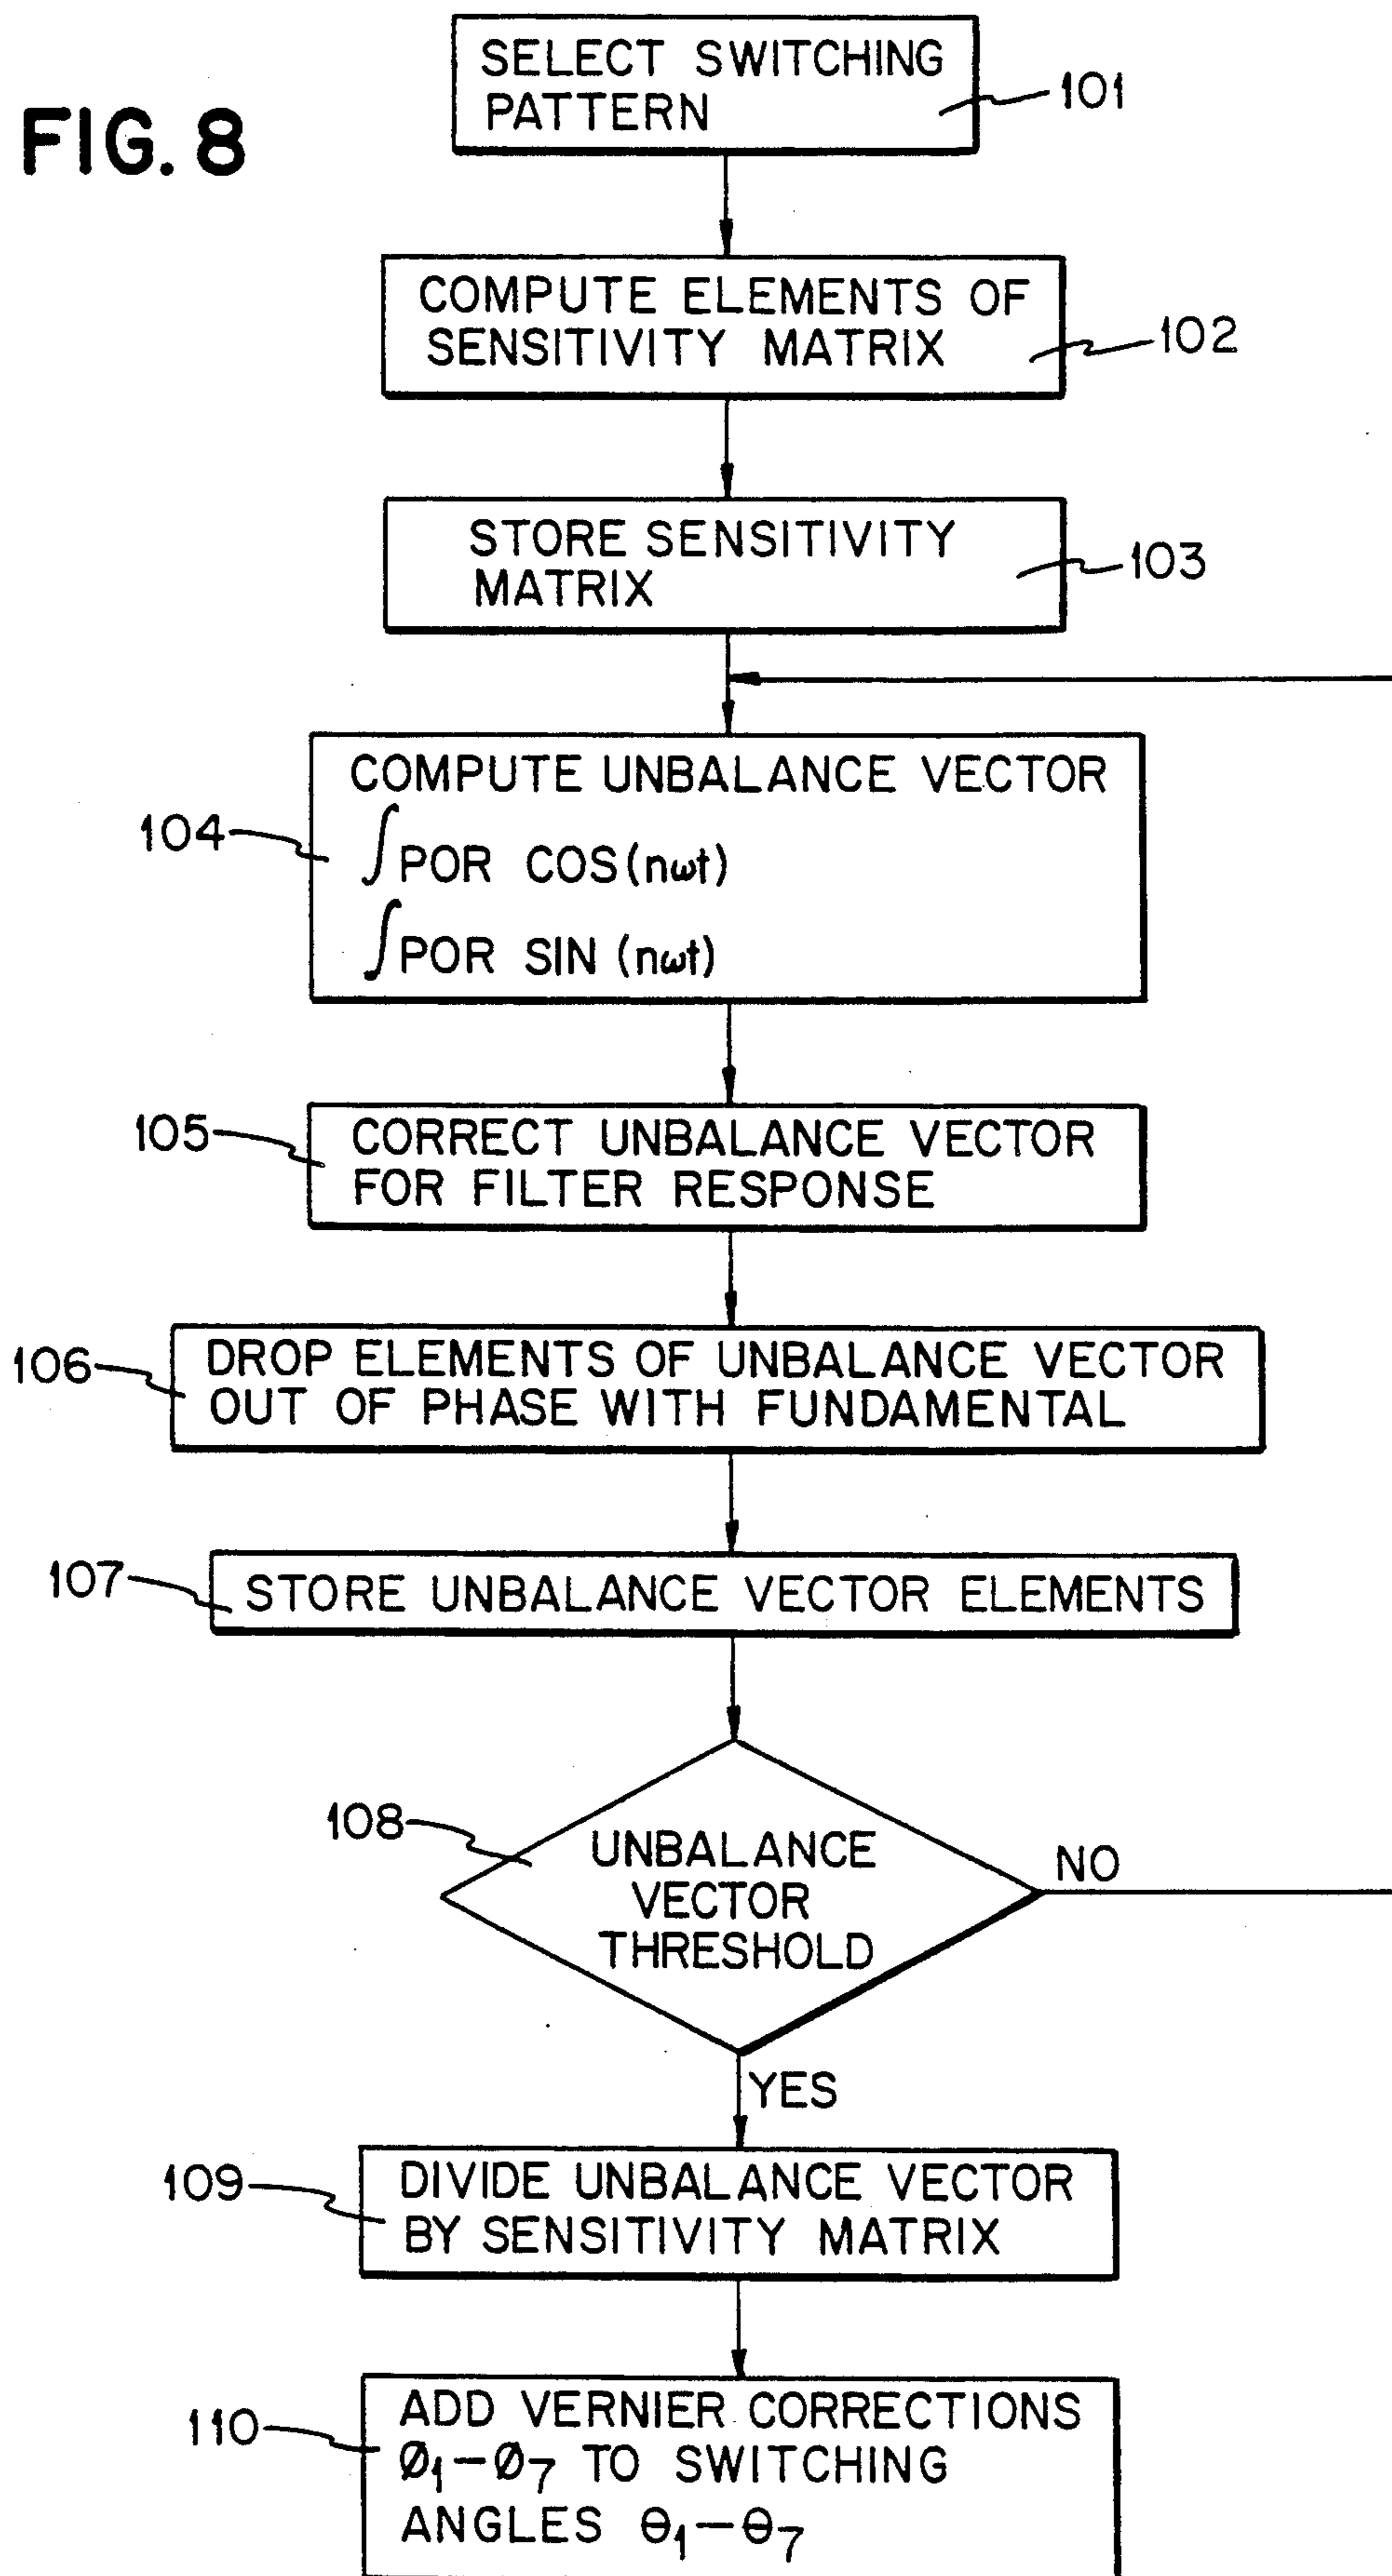 FIG. 8
SELECT SWITCHING
PATTERN
101
COMPUTE ELEMENTS OF
SENSITIVITY MATRIX
102
STORE SENSITIVITY
MATRIX
103
COMPUTE UNBALANCE VECTOR
104
∫POR COS(nωt)
∫POR SIN (nωt)
105
CORRECT UNBALANCE VECTOR
FOR FILTER RESPONSE
106
DROP ELEMENTS OF UNBALANCE VECTOR
OUT OF PHASE WITH FUNDAMENTAL
107
STORE UNBALANCE VECTOR ELEMENTS
108
UNBALANCE
VECTOR
THRESHOLD
NO
YES
109
DIVIDE UNBALANCE VECTOR
BY SENSITIVITY MATRIX
110
ADD VERNIER CORRECTIONS
Ø₁–Ø₇ TO SWITCHING
ANGLES Θ₁–Θ₇